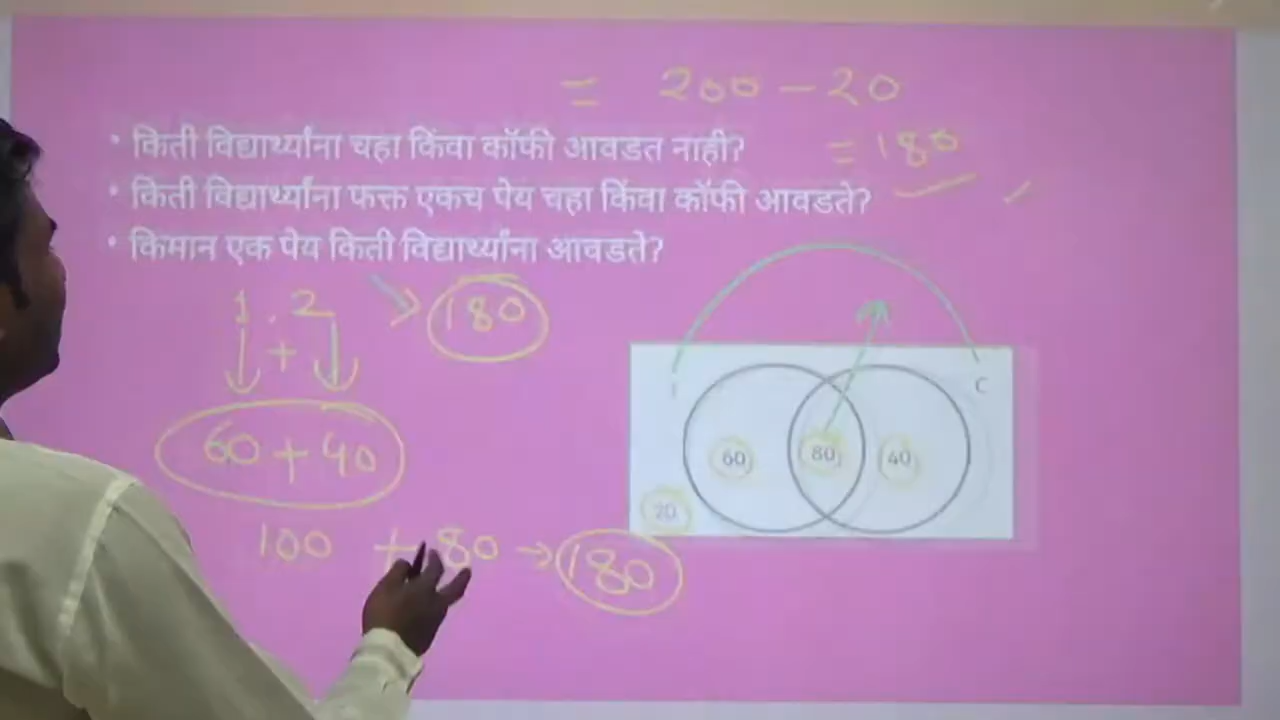 = 200 - 20
• किती विद्यार्थ्यांना चहा किंवा कॉफी आवडत नाही?
= 180
• किती विद्यार्थ्यांना फक्त एकच पेय चहा किंवा कॉफी आवडते?
• किमान एक पेय किती विद्यार्थ्यांना आवडते?
1, 2
180
+
C
60 + 40
60
80
40
20
100 + 80 → 180